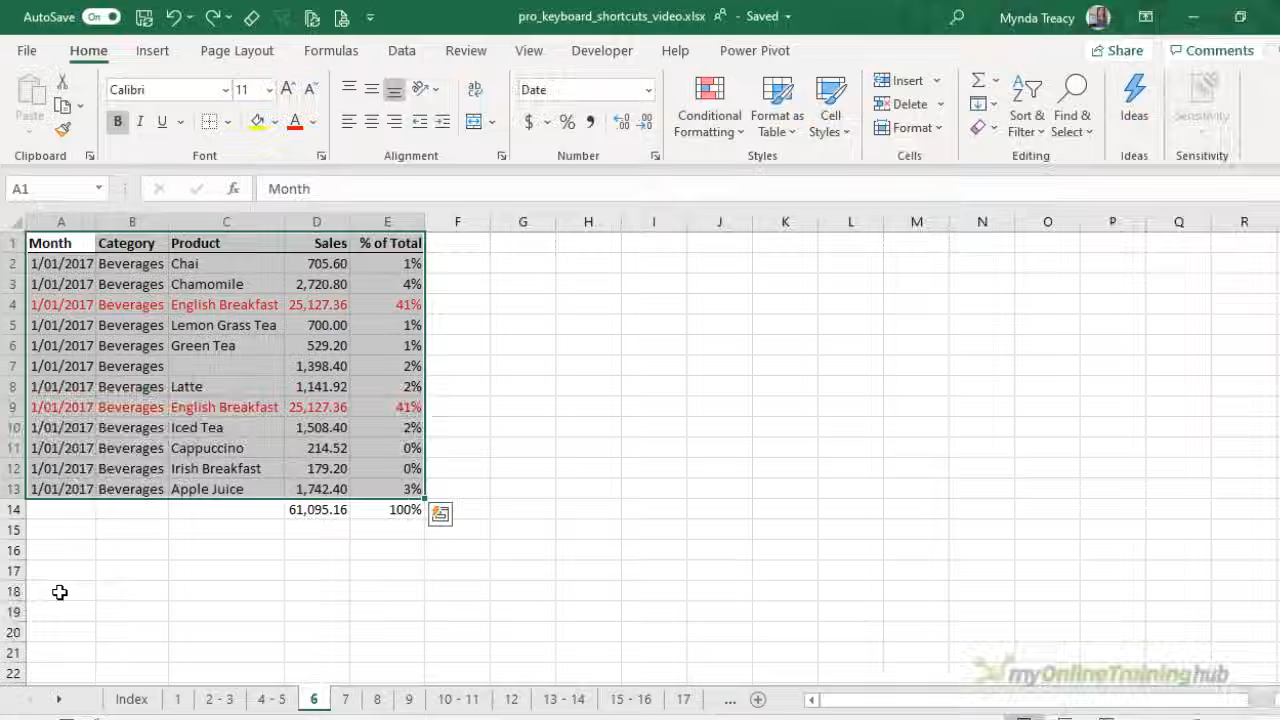 AutoSave On pro_keyboard_shortcuts_video.xlsx - Saved Mynda Treacy
File Home Insert Page Layout Formulas Data Review View Developer Help Power Pivot Share Comments
Paste
Calibri 11
B I U A
ab
Date
$ % 9
Conditional Formatting
Format as Table
Cell Styles
Insert
Delete
Format
Sort & Filter
Find & Select
Ideas
Sensitivity
Clipboard Font Alignment Number Styles Cells Editing Ideas Sensitivity
A1 fx Month
A B C D E F G H I J K L M N O P Q R
1 Month Category Product Sales % of Total
2 1/01/2017 Beverages Chai 705.60 1%
3 1/01/2017 Beverages Chamomile 2,720.80 4%
4 1/01/2017 Beverages English Breakfast 25,127.36 41%
5 1/01/2017 Beverages Lemon Grass Tea 700.00 1%
6 1/01/2017 Beverages Green Tea 529.20 1%
7 1/01/2017 Beverages 1,398.40 2%
8 1/01/2017 Beverages Latte 1,141.92 2%
9 1/01/2017 Beverages English Breakfast 25,127.36 41%
10 1/01/2017 Beverages Iced Tea 1,508.40 2%
11 1/01/2017 Beverages Cappuccino 214.52 0%
12 1/01/2017 Beverages Irish Breakfast 179.20 0%
13 1/01/2017 Beverages Apple Juice 1,742.40 3%
14 61,095.16 100%
15
16
17
18
19
20
21
22
myOnlineTraininghub
Index 1 2 - 3 4 - 5 6 7 8 9 10 - 11 12 13 - 14 15 - 16 17 ...